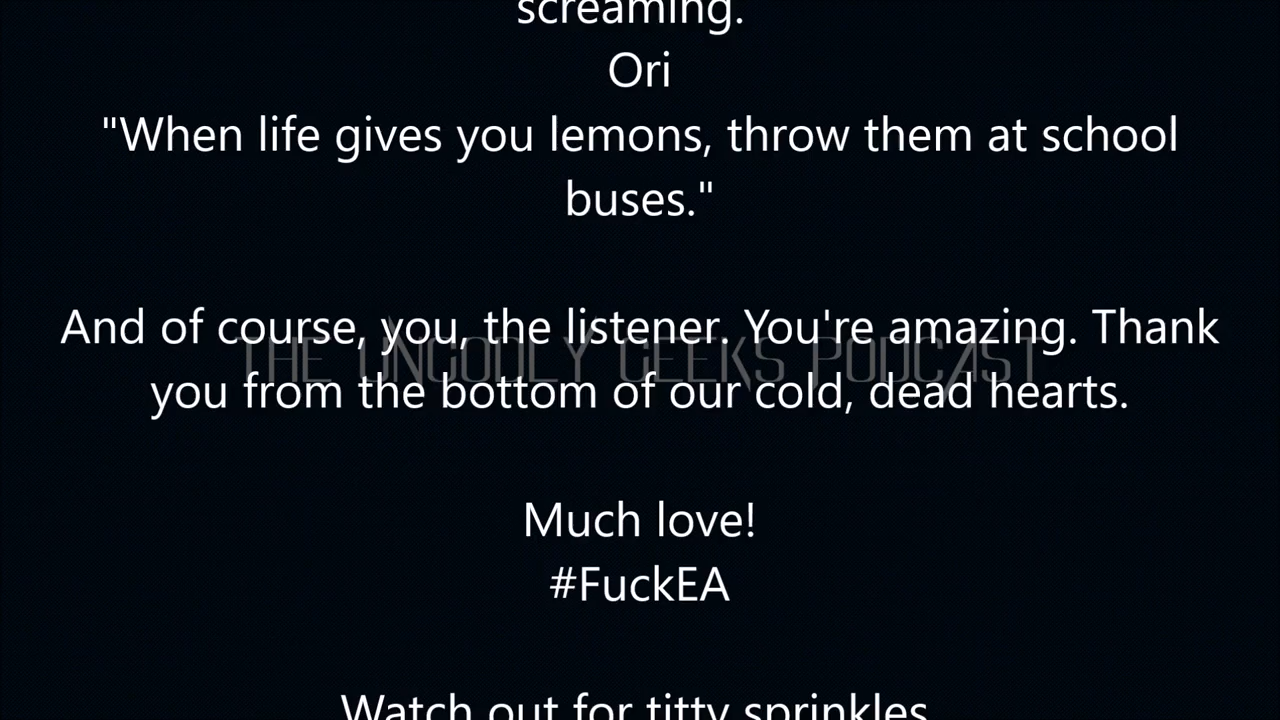 screaming.
Ori
"When life gives you lemons, throw them at school
buses."
And of course, you, the listener. You're amazing. Thank
THE UNGODLY GEEKS PODCAST
you from the bottom of our cold, dead hearts.
Much love!
#FuckEA
Watch out for titty sprinkles